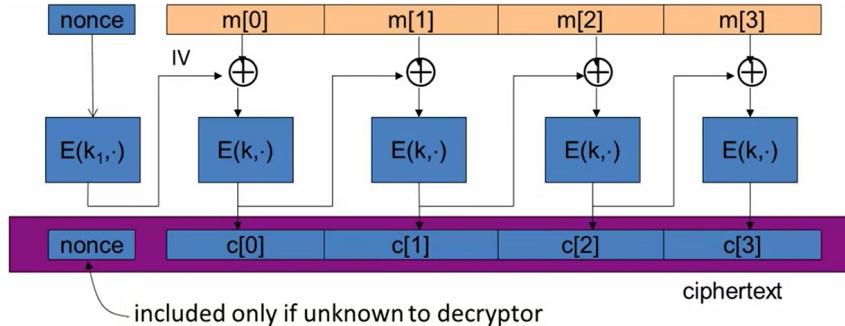 nonce m[0] m[1] m[2] m[3]
IV
E(k₁,·) E(k,·) E(k,·) E(k,·) E(k,·)
nonce c[0] c[1] c[2] c[3]
ciphertext
included only if unknown to decryptor